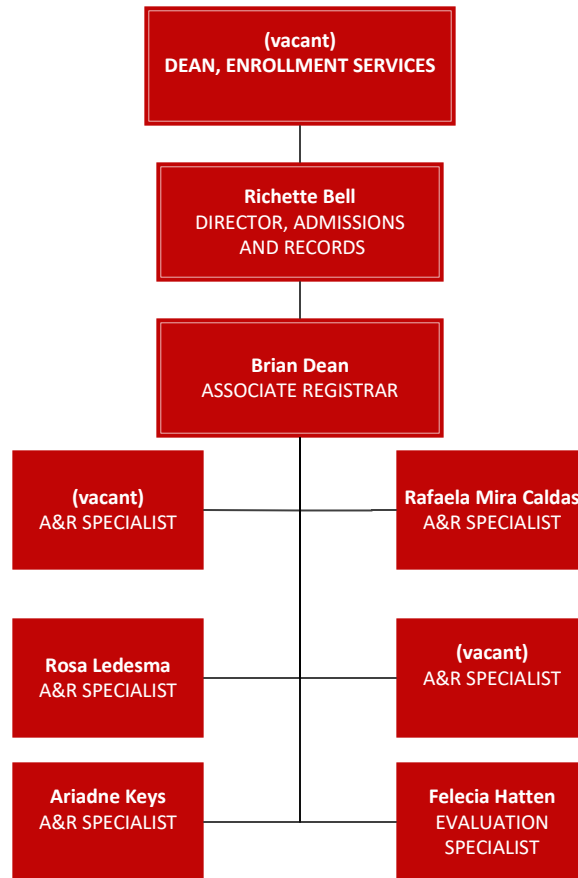 (vacant)
DEAN, ENROLLMENT SERVICES
Richette Bell
DIRECTOR, ADMISSIONS
AND RECORDS
Brian Dean
ASSOCIATE REGISTRAR
(vacant)
A&R SPECIALIST
Rafaela Mira Caldas
A&R SPECIALIST
Rosa Ledesma
A&R SPECIALIST
(vacant)
A&R SPECIALIST
Ariadne Keys
A&R SPECIALIST
Felecia Hatten
EVALUATION
SPECIALIST